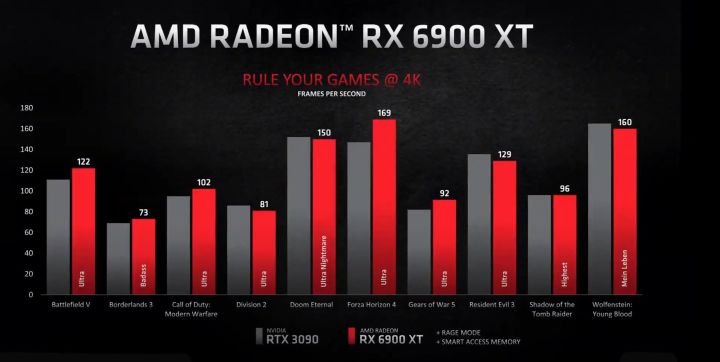 AMD RADEON™ RX 6900 XT
RULE YOUR GAMES @ 4K
FRAMES PER SECOND
180
160
140
120
100
80
60
40
20
0
122
73
102
81
150
169
92
129
96
160
Ultra
Badass
Ultra
Ultra
Ultra Nightmare
Ultra
Ultra
Ultra
Highest
Mein Leben
Battlefield V
Borderlands 3
Call of Duty:
Modern Warfare
Division 2
Doom Eternal
Forza Horizon 4
Gears of War 5
Resident Evil 3
Shadow of the
Tomb Raider
Wolfenstein:
Young Blood
NVIDIA
RTX 3090
AMD RADEON
RX 6900 XT
+ RAGE MODE
+ SMART ACCESS MEMORY